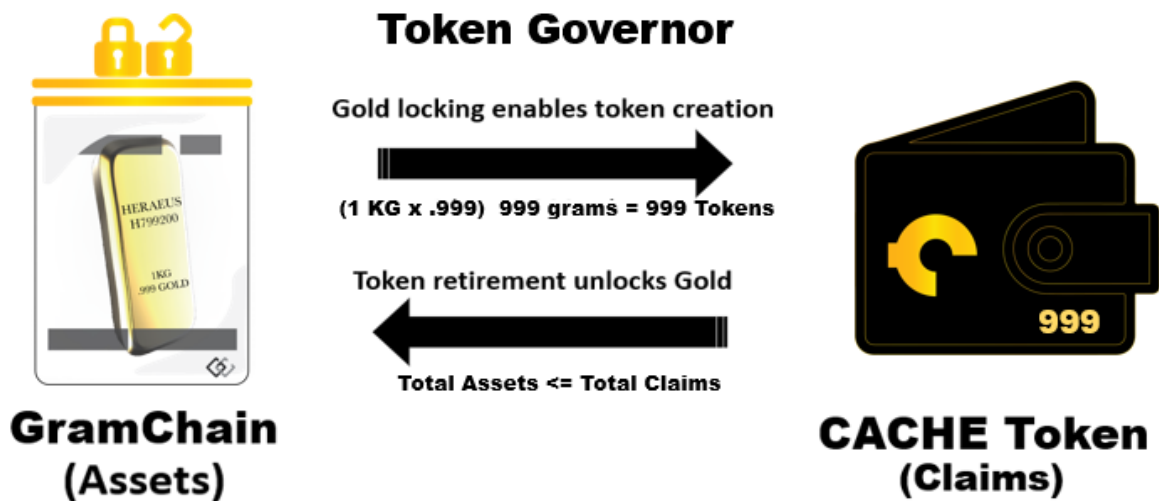 Token Governor
Gold locking enables token creation
(1 KG x .999) 999 grams = 999 Tokens
Token retirement unlocks Gold
Total Assets <= Total Claims
HERAEUS
H799200
1KG
.999 GOLD
GramChain
(Assets)
999
CACHE Token
(Claims)